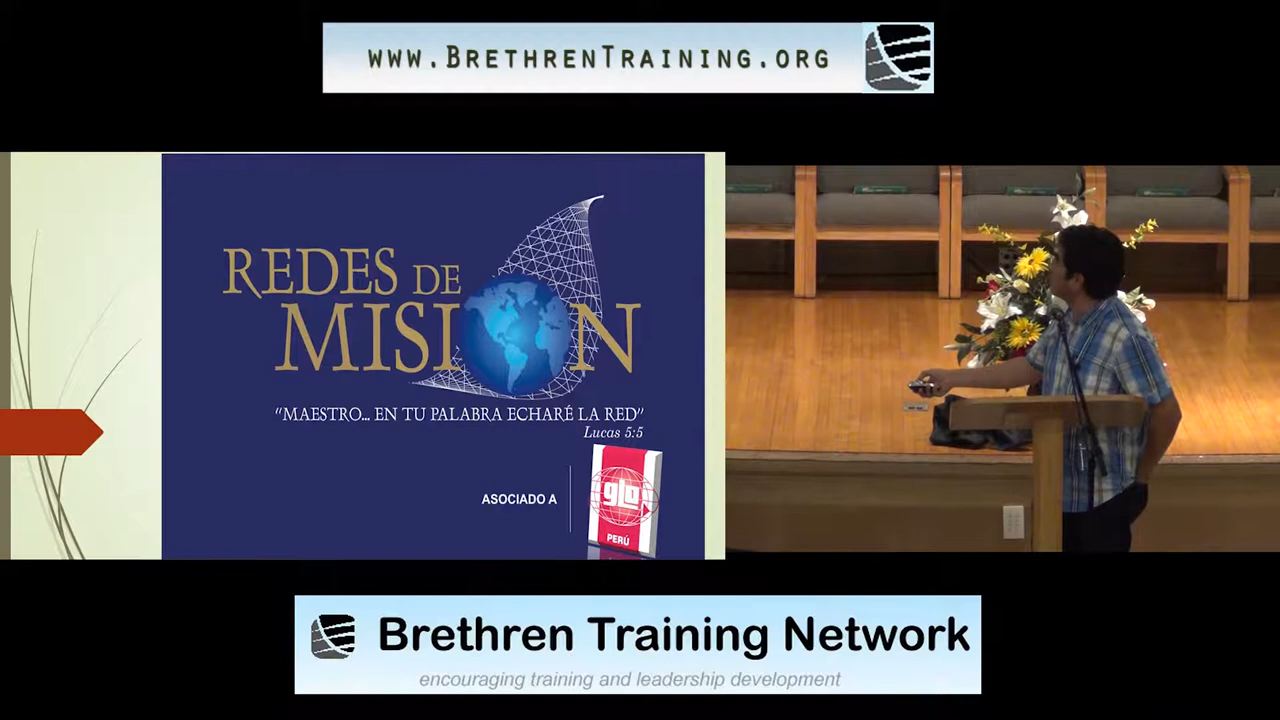 www.BrethrenTraining.org
REDES DE
MISIÓN
"MAESTRO... EN TU PALABRA ECHARÉ LA RED"
Lucas 5:5
ASOCIADO A
glo
PERÚ
Brethren Training Network
encouraging training and leadership development